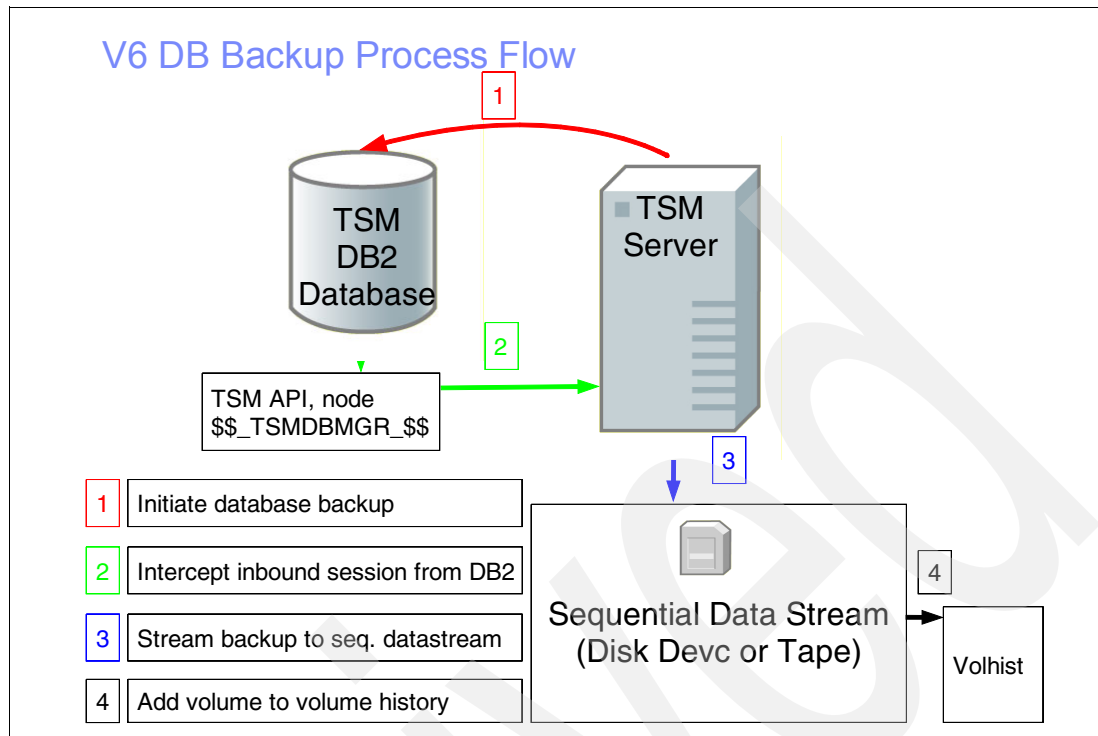 V6 DB Backup Process Flow
1
TSM
DB2
Database
TSM
Server
2
TSM API, node
$$_TSMDBMGR_$$
3
1 Initiate database backup
2 Intercept inbound session from DB2
3 Stream backup to seq. datastream
4 Add volume to volume history
Sequential Data Stream
(Disk Devc or Tape)
4
Volhist